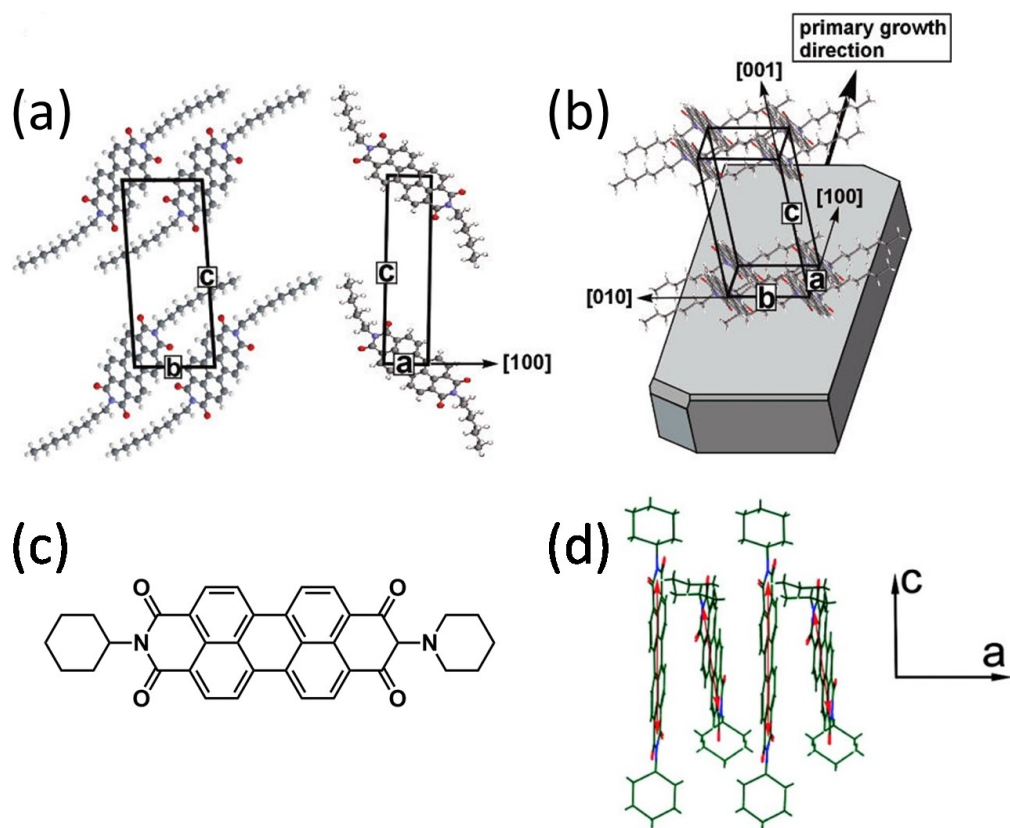 (a)
c
b
c
a
[100]
(b)
primary growth
direction
[001]
[100]
c
a
[010]
b
(c)
O
O
N
N
O
O
(d)
c
a